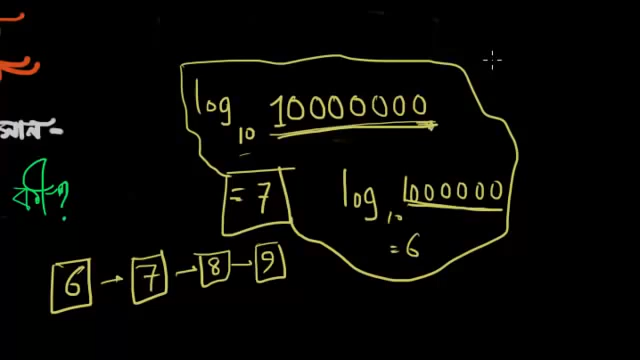 log₁₀ 10000000
মান-
= 7
log₁₀ 1000000
কী?
= 6
6 → 7 → 8 → 9